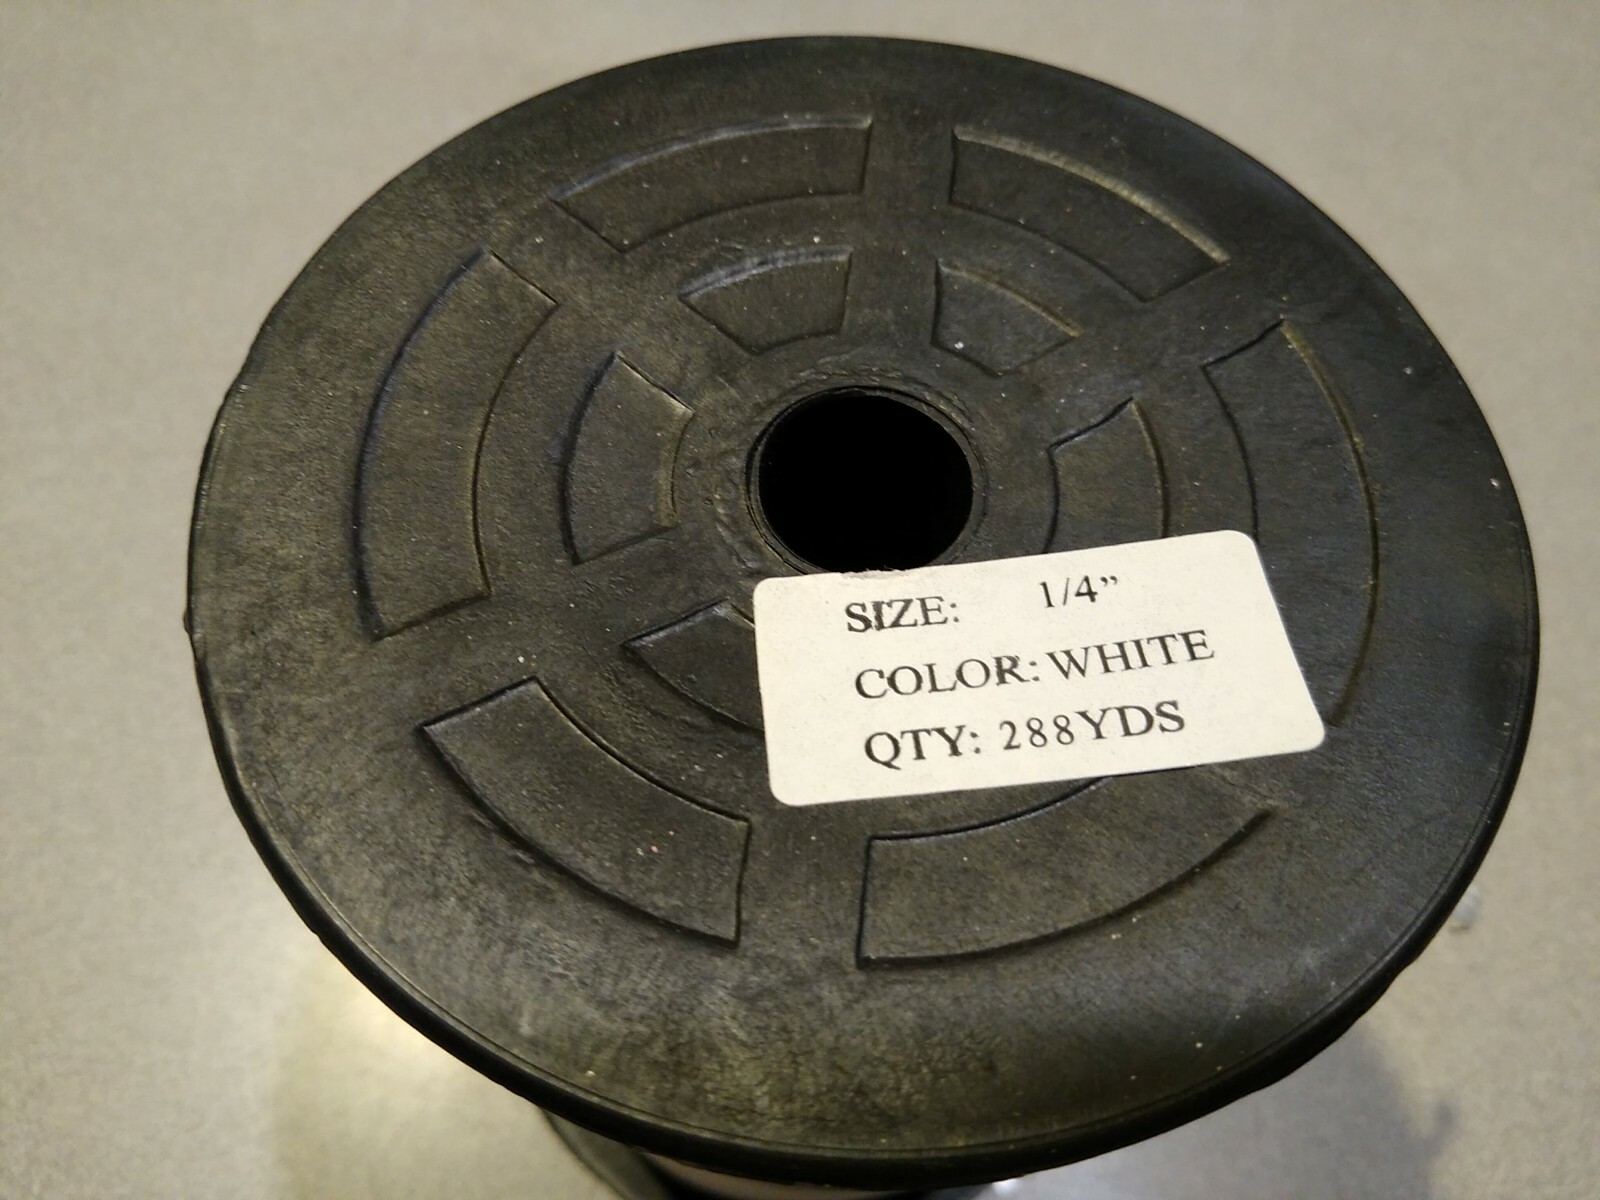 SIZE: 1/4”
COLOR: WHITE
QTY: 288YDS